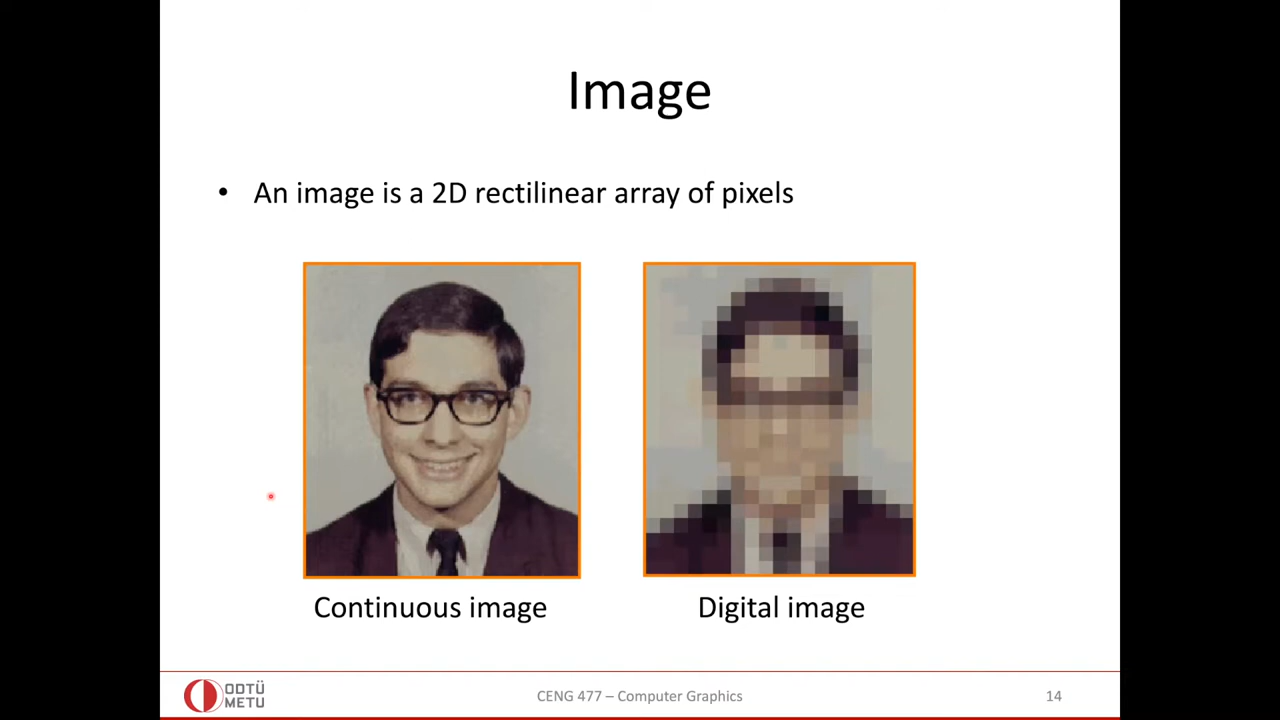 Image
• An image is a 2D rectilinear array of pixels
Continuous image
Digital image
ODTÜ
METU
CENG 477 – Computer Graphics
14